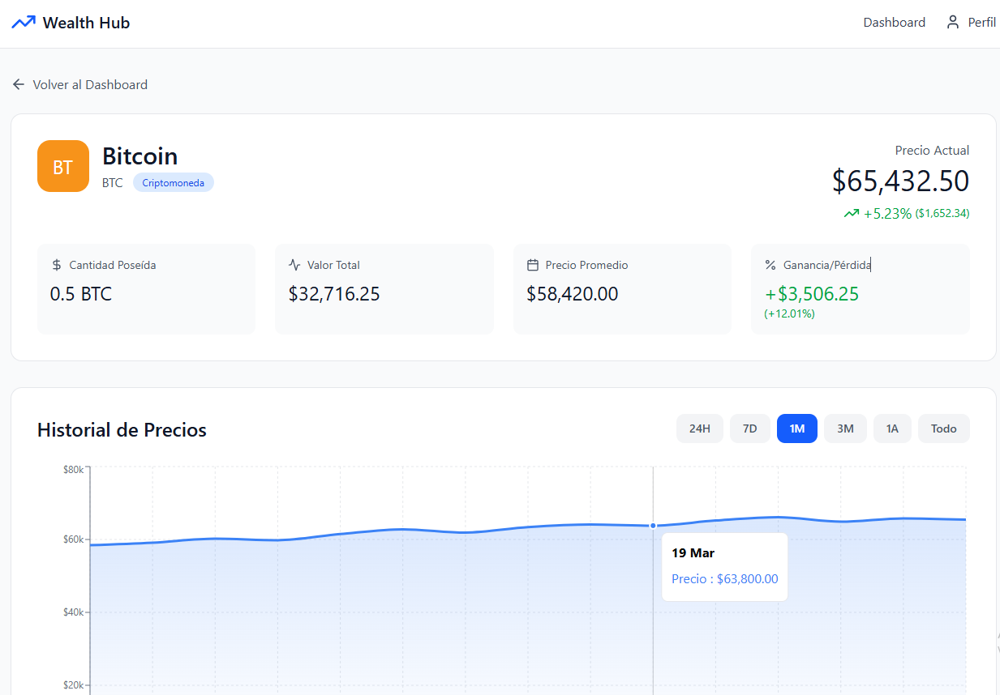 Wealth Hub
Dashboard
Perfil
Volver al Dashboard
BT
Bitcoin
BTC
Criptomoneda
Precio Actual
$65,432.50
+5.23% ($1,652.34)
Cantidad Poseída
0.5 BTC
Valor Total
$32,716.25
Precio Promedio
$58,420.00
Ganancia/Pérdida
+$3,506.25
(+12.01%)
Historial de Precios
24H
7D
1M
3M
1A
Todo
$80k
$60k
$40k
$20k
19 Mar
Precio : $63,800.00